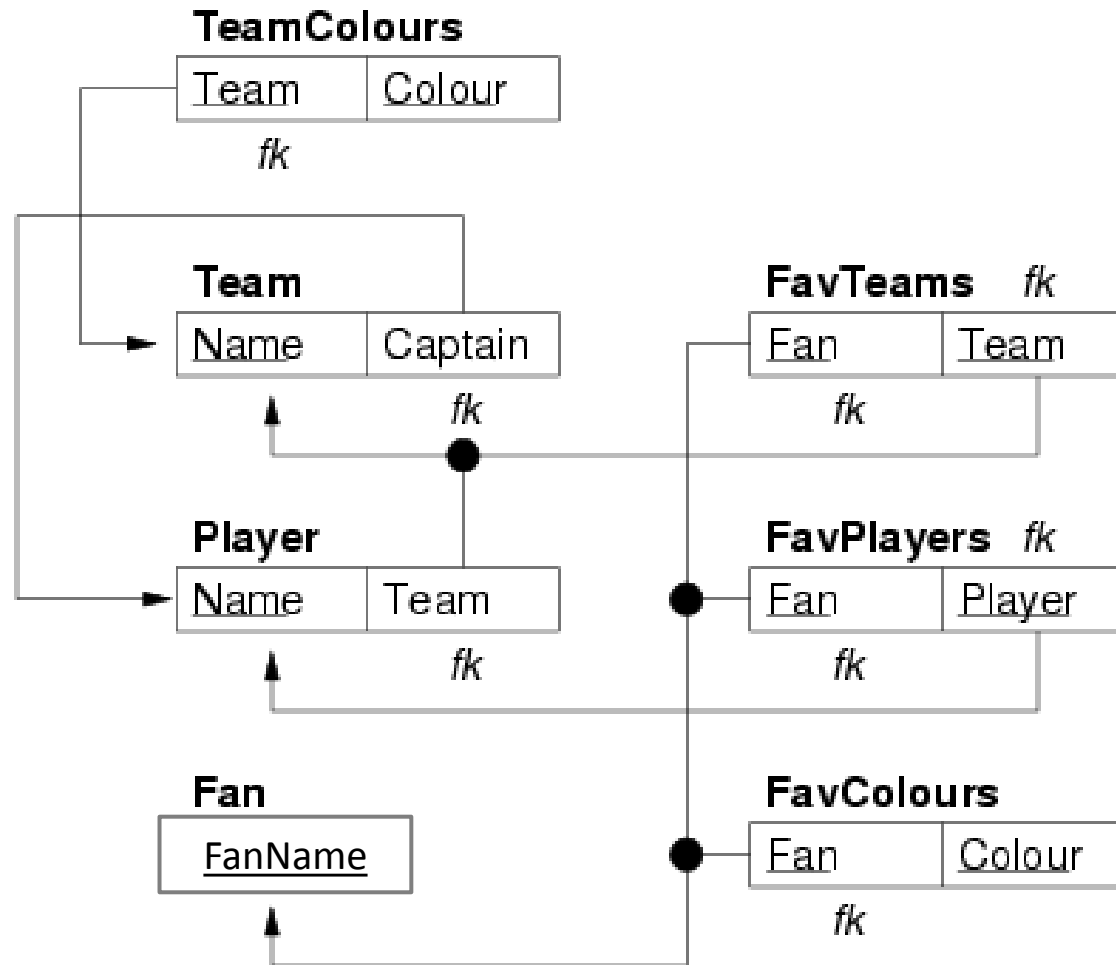 TeamColours
Team Colour
fk
Team
Name Captain
fk
FavTeams fk
Fan Team
fk
Player
Name Team
fk
FavPlayers fk
Fan Player
fk
Fan
FanName
FavColours
Fan Colour
fk